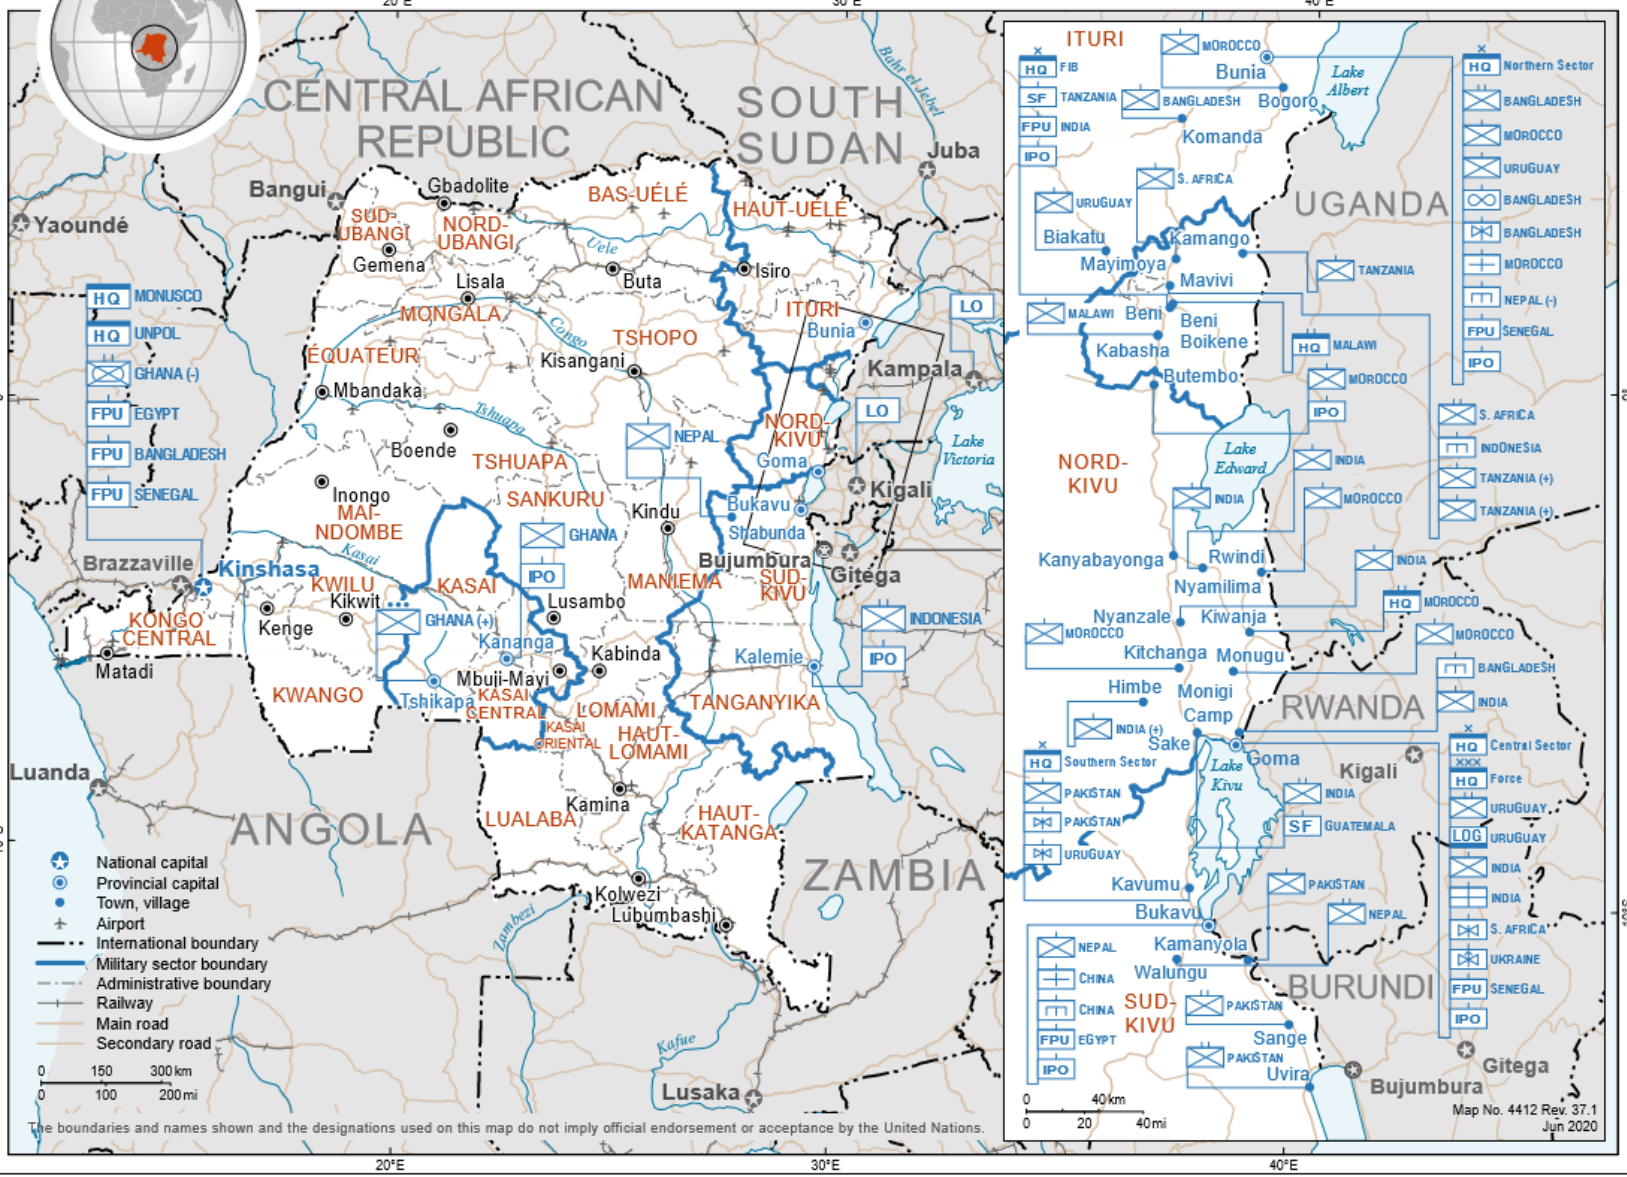 20°E
30°E
40°E
CENTRAL AFRICAN
REPUBLIC
SOUTH
SUDAN
Bahr el Jebel
Juba
Bangui
Yaoundé
Gbadolite
SUD-
UBANGI
NORD-
UBANGI
BAS-UÉLÉ
HAUT-UÉLÉ
Gemena
Uele
Lisala
Buta
Isiro
MONGALA
ITURI
Bunia
LO
HQ MONUSCO
HQ UNPOL
GHANA (-)
FPU EGYPT
FPU BANGLADESH
FPU SENEGAL
Congo
TSHOPO
ÉQUATEUR
Kisangani
Kampala
Mbandaka
Tshuapa
LO
Boende
NEPAL
NORD-
KIVU
Lake
Victoria
TSHUAPA
Goma
Inongo
MAI-
NDOMBE
SANKURU
Kindu
Bukavu
Shabunda
Kigali
Kasai
GHANA
IPO
Brazzaville
Kinshasa
Bujumbura
Gitega
KWILU
Kikwit
KASAI
MANIEMA
SUD-
KIVU
KONGO
CENTRAL
Kenge
GHANA (+)
Lusambo
INDONESIA
IPO
Matadi
Kananga
Kabinda
Kalemie
Mbuji-Mayi
KWANGO
Tshikapa
KASAI
CENTRAL
LOMAMI
TANGANYIKA
KASAI
ORIENTAL
HAUT-
LOMAMI
Luanda
Kamina
LUALABA
HAUT-
KATANGA
ANGOLA
ZAMBIA
Kolwezi
Lubumbashi
Zambezi
Kafue
Lusaka
National capital
Provincial capital
Town, village
Airport
International boundary
Military sector boundary
Administrative boundary
Railway
Main road
Secondary road
0 150 300 km
0 100 200 mi
The boundaries and names shown and the designations used on this map do not imply official endorsement or acceptance by the United Nations.
ITURI
MOROCCO
Bunia
Lake
Albert
HQ FIB
SF TANZANIA
FPU INDIA
IPO
BANGLADESH
Bogoro
Komanda
HQ Northern Sector
BANGLADESH
MOROCCO
URUGUAY
BANGLADESH
BANGLADESH
MOROCCO
NEPAL (-)
FPU SENEGAL
IPO
S. AFRICA
URUGUAY
UGANDA
Biakatu
Kamango
Mayimoya
TANZANIA
Mavivi
MALAWI
Beni
Beni
Boikene
Kabasha
HQ MALAWI
MOROCCO
IPO
Butembo
S. AFRICA
INDONESIA
TANZANIA (+)
TANZANIA (+)
NORD-
KIVU
Lake
Edward
INDIA
INDIA
MOROCCO
Kanyabayonga
Rwindi
Nyamilima
INDIA
HQ MOROCCO
Nyanzale
Kiwanja
MOROCCO
MOROCCO
Kitchanga
Monugu
BANGLADESH
INDIA
Himbe
Monigi
Camp
RWANDA
INDIA (+)
Sake
Goma
Kigali
HQ Southern Sector
PAKISTAN
PAKISTAN
URUGUAY
Lake
Kivu
INDIA
SF GUATEMALA
XXX
HQ Central Sector
HQ Force
URUGUAY
LOG URUGUAY
INDIA
INDIA
S. AFRICA
UKRAINE
FPU SENEGAL
IPO
Kavumu
PAKISTAN
Bukavu
NEPAL
NEPAL
CHINA
CHINA
FPU EGYPT
IPO
Kamanyola
Walungu
BURUNDI
SUD-
KIVU
PAKISTAN
Sange
PAKISTAN
Uvira
Gitega
Bujumbura
0 40 km
0 20 40 mi
Map No. 4412 Rev. 37.1
Jun 2020
20°E
30°E
40°E